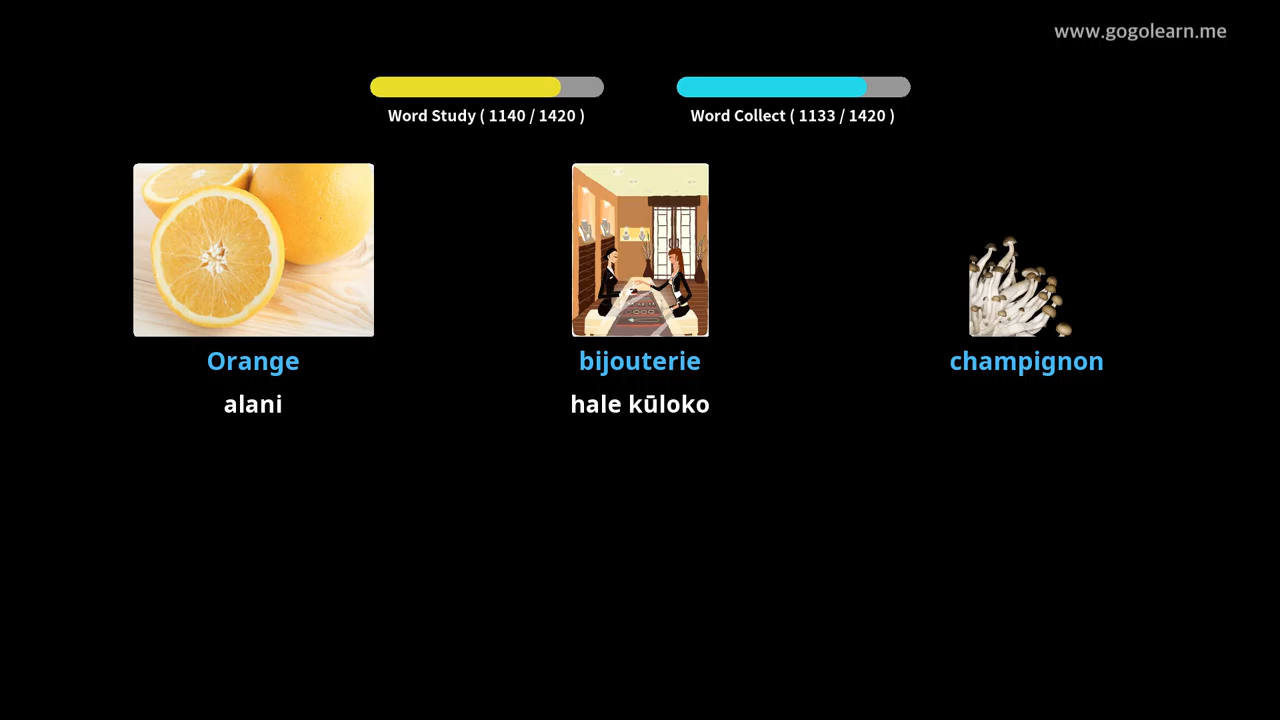 www.gogolearn.me
Word Study ( 1140 / 1420 )
Word Collect ( 1133 / 1420 )
Orange
bijouterie
champignon
alani
hale kūloko